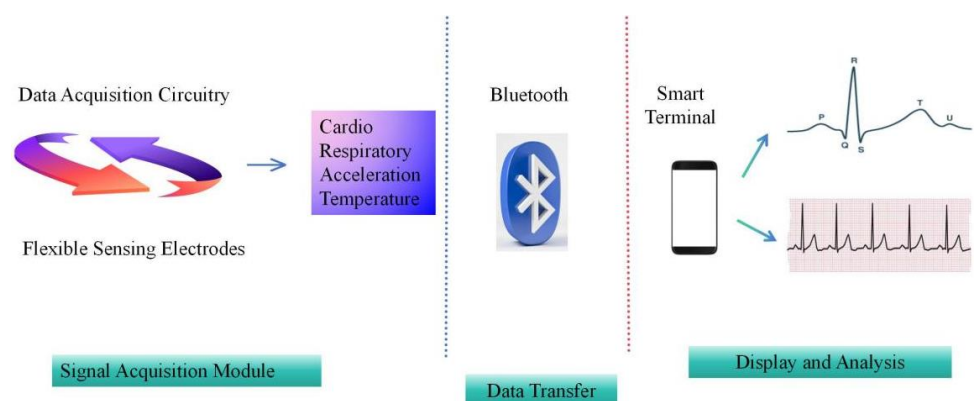 Data Acquisition Circuitry
Flexible Sensing Electrodes
Cardio
Respiratory
Acceleration
Temperature
Signal Acquisition Module
Bluetooth
Data Transfer
Smart
Terminal
R
P
T
U
Q
S
Display and Analysis